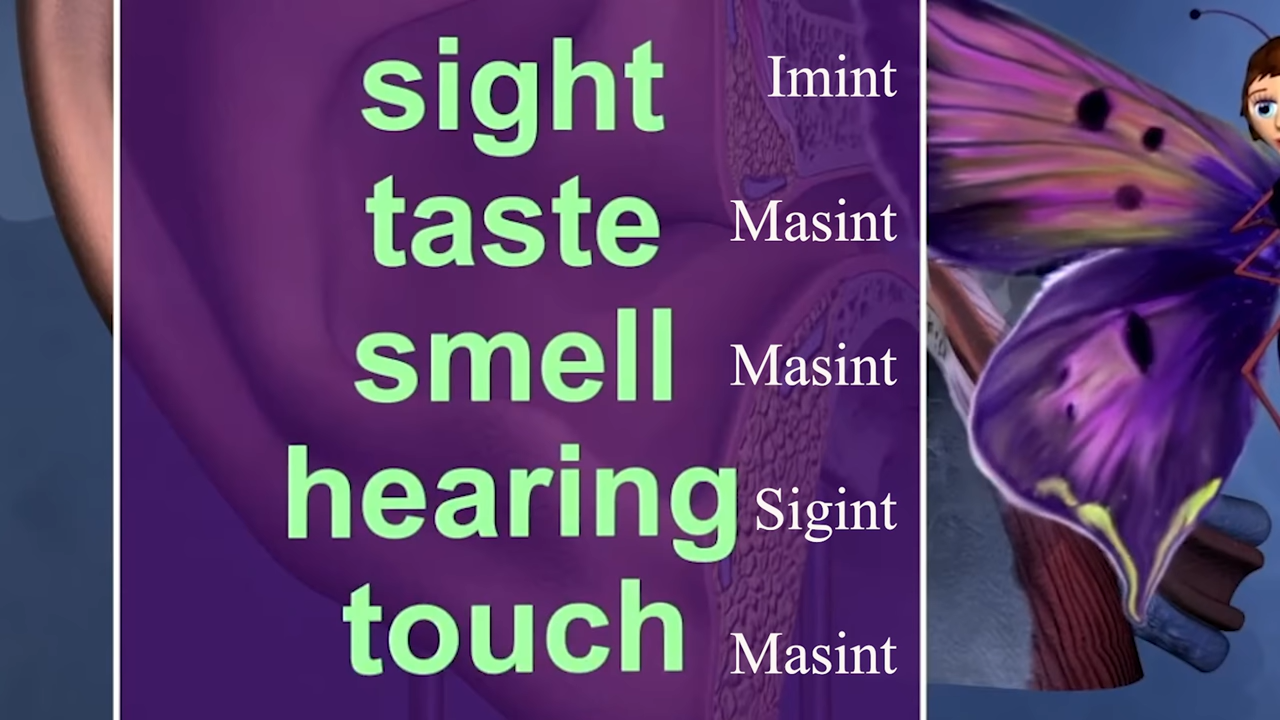 sight Imint
taste Masint
smell Masint
hearing Sigint
touch Masint